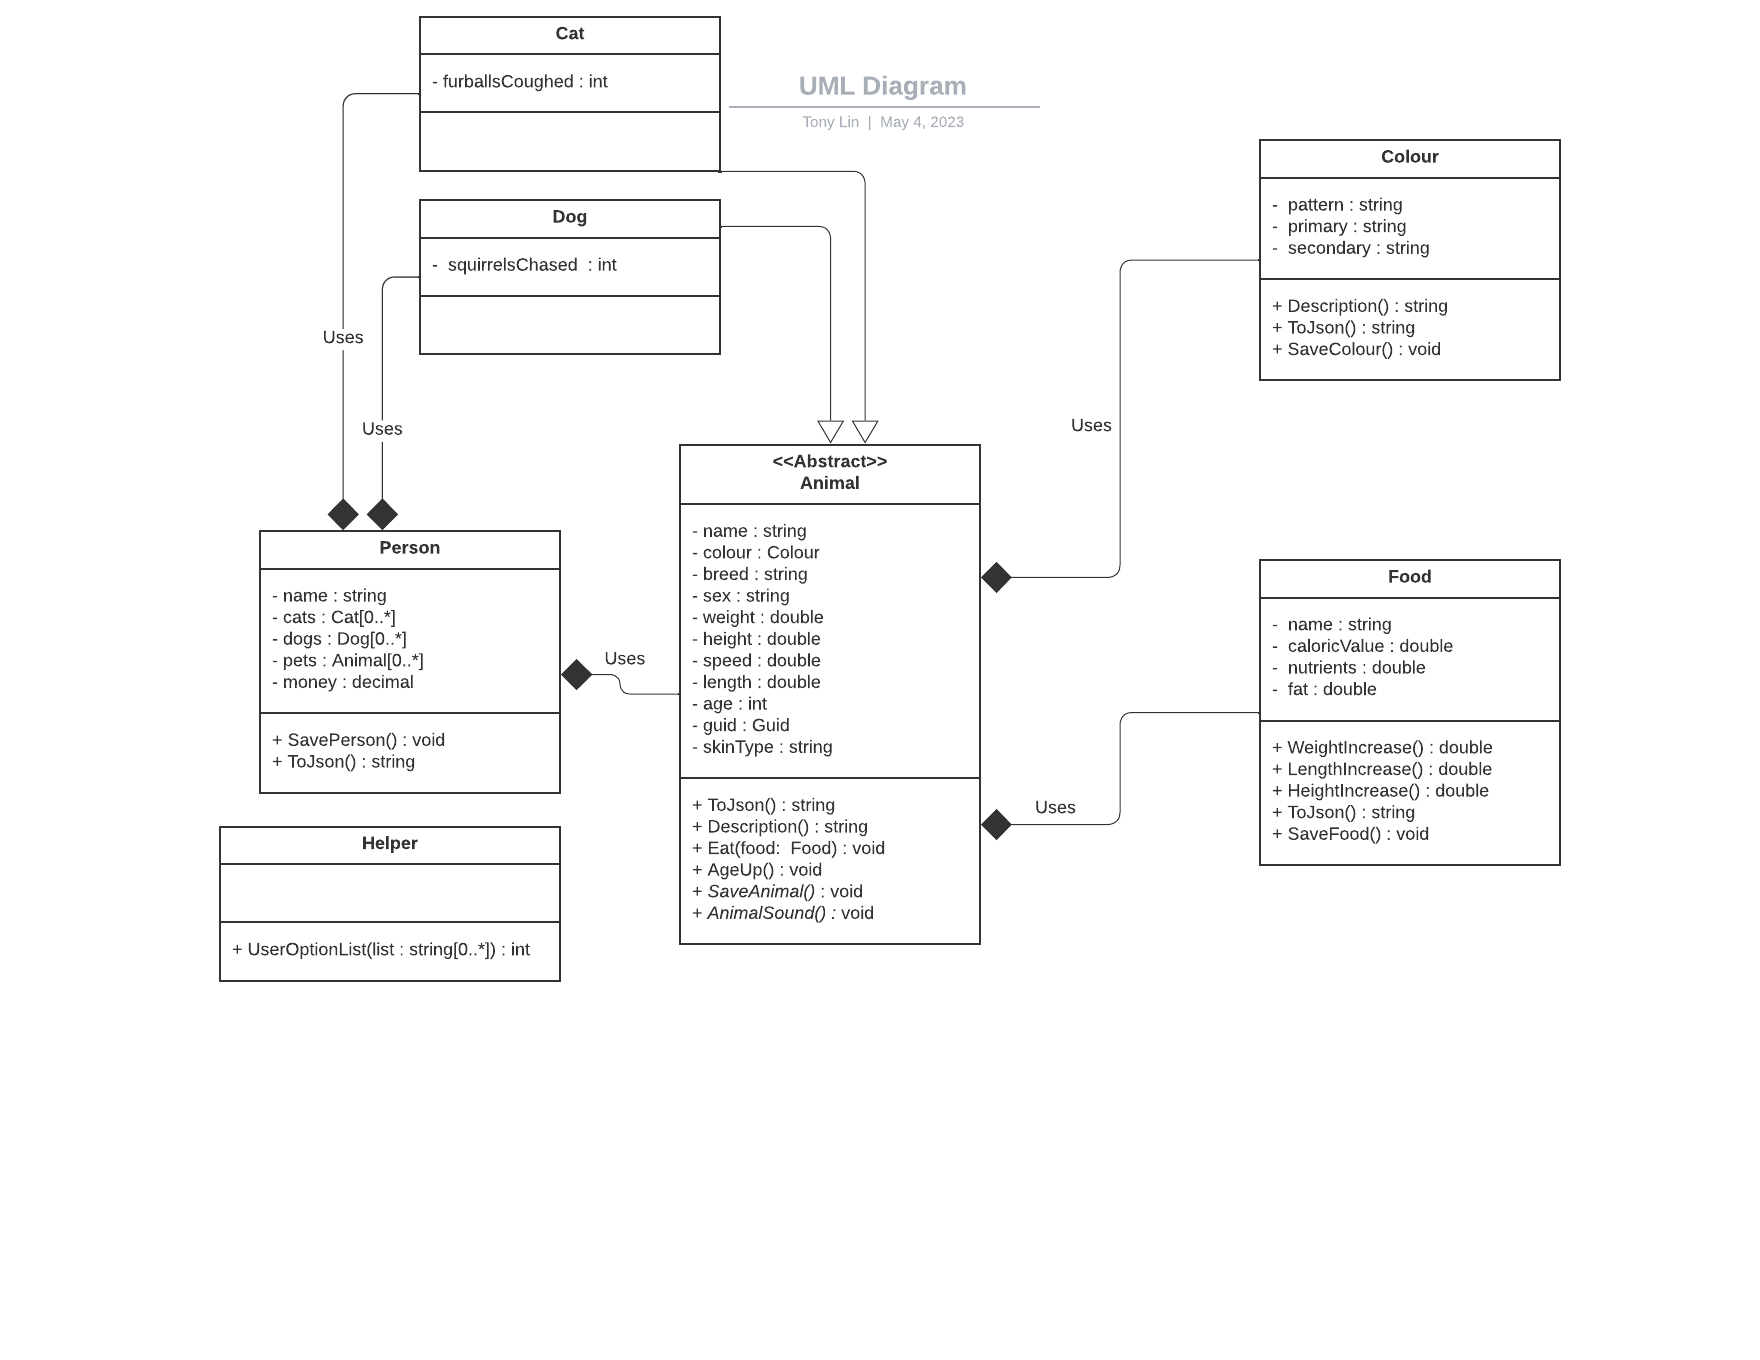 Cat
- furballsCoughed : int
UML Diagram
Tony Lin | May 4, 2023
Dog
-  squirrelsChased  : int
Colour
-  pattern : string
-  primary : string
-  secondary : string
+ Description() : string
+ ToJson() : string
+ SaveColour() : void
Uses
Uses
Uses
<<Abstract>>
Animal
- name : string
- colour : Colour
- breed : string
- sex : string
- weight : double
- height : double
- speed : double
- length : double
- age : int
- guid : Guid
- skinType : string
+ ToJson() : string
+ Description() : string
+ Eat(food:  Food) : void
+ AgeUp() : void
+ SaveAnimal() : void
+ AnimalSound() : void
Person
- name : string
- cats : Cat[0..*]
- dogs : Dog[0..*]
- pets : Animal[0..*]
- money : decimal
+ SavePerson() : void
+ ToJson() : string
Uses
Food
-  name : string
-  caloricValue : double
-  nutrients : double
-  fat : double
+ WeightIncrease() : double
+ LengthIncrease() : double
+ HeightIncrease() : double
+ ToJson() : string
+ SaveFood() : void
Uses
Helper
+ UserOptionList(list : string[0..*]) : int